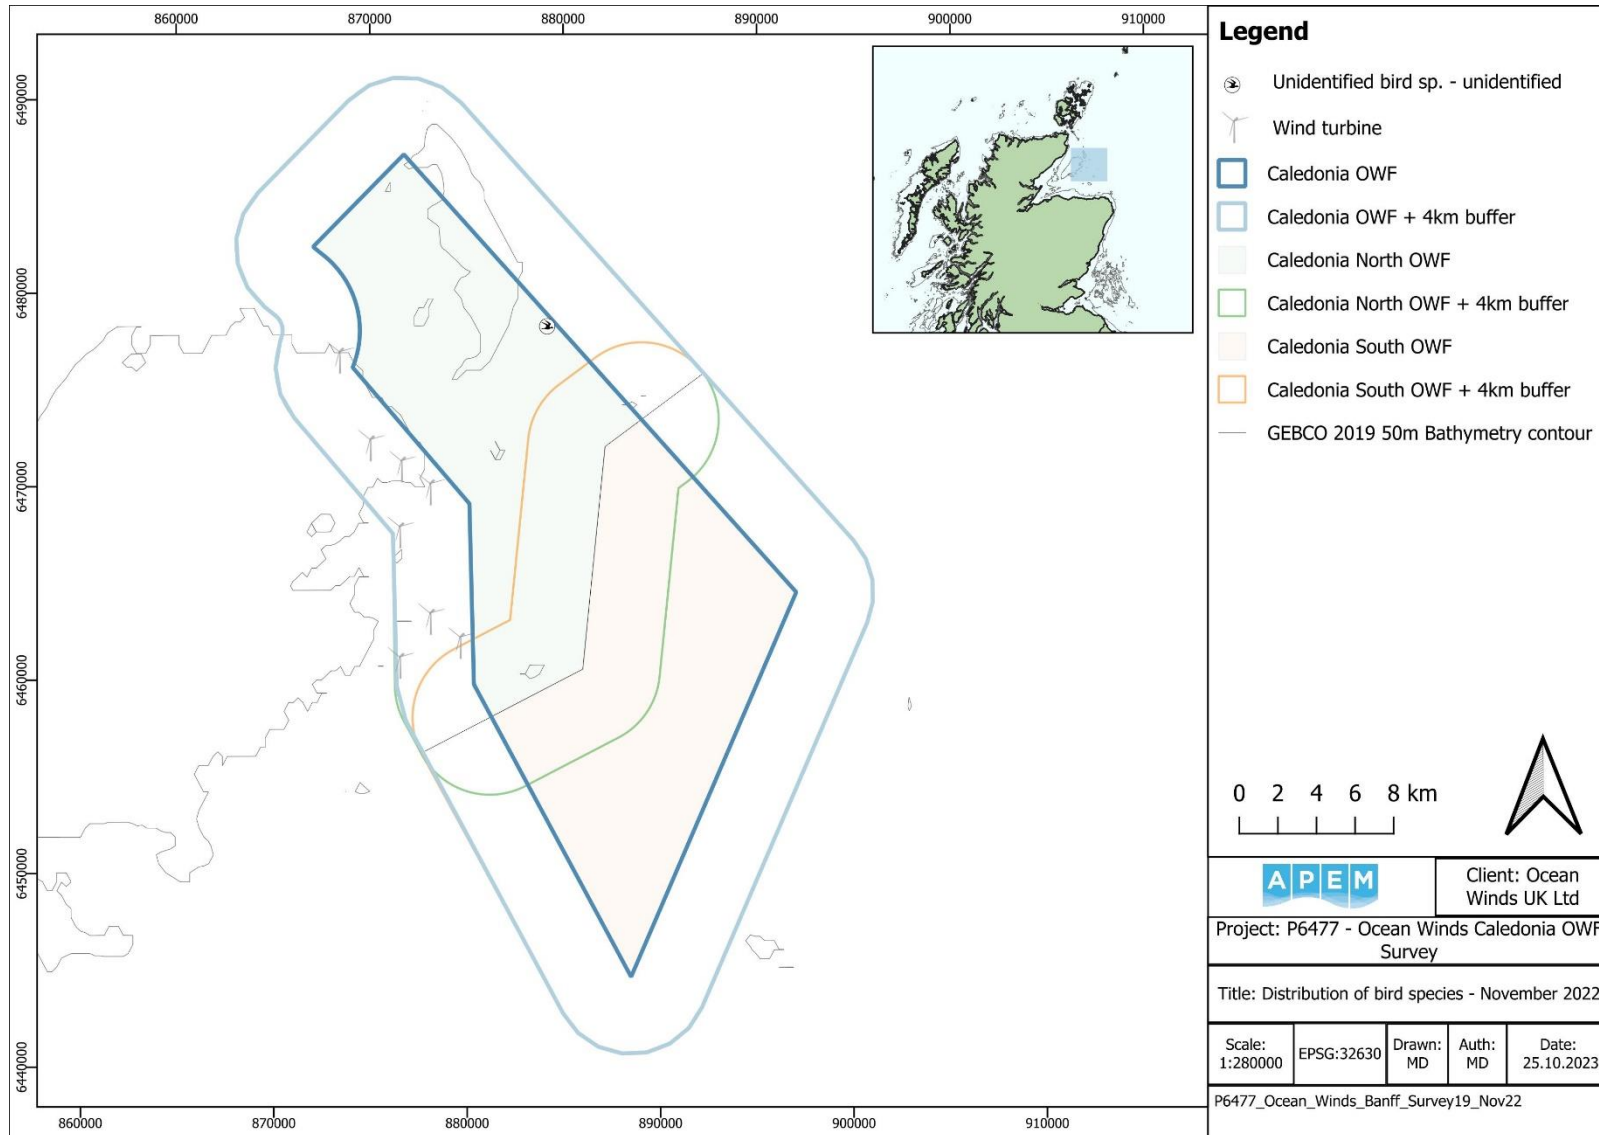 860000
870000
880000
890000
900000
910000
6490000
6480000
6470000
6460000
6450000
6440000
860000
870000
880000
890000
900000
910000
Legend
Unidentified bird sp. - unidentified
Wind turbine
Caledonia OWF
Caledonia OWF + 4km buffer
Caledonia North OWF
Caledonia North OWF + 4km buffer
Caledonia South OWF
Caledonia South OWF + 4km buffer
GEBCO 2019 50m Bathymetry contour
0 2 4 6 8 km
APEM
Client: Ocean
Winds UK Ltd
Project: P6477 - Ocean Winds Caledonia OWF
Survey
Title: Distribution of bird species - November 2022
Scale:
1:280000
EPSG:32630
Drawn:
MD
Auth:
MD
Date:
25.10.2023
P6477_Ocean_Winds_Banff_Survey19_Nov22